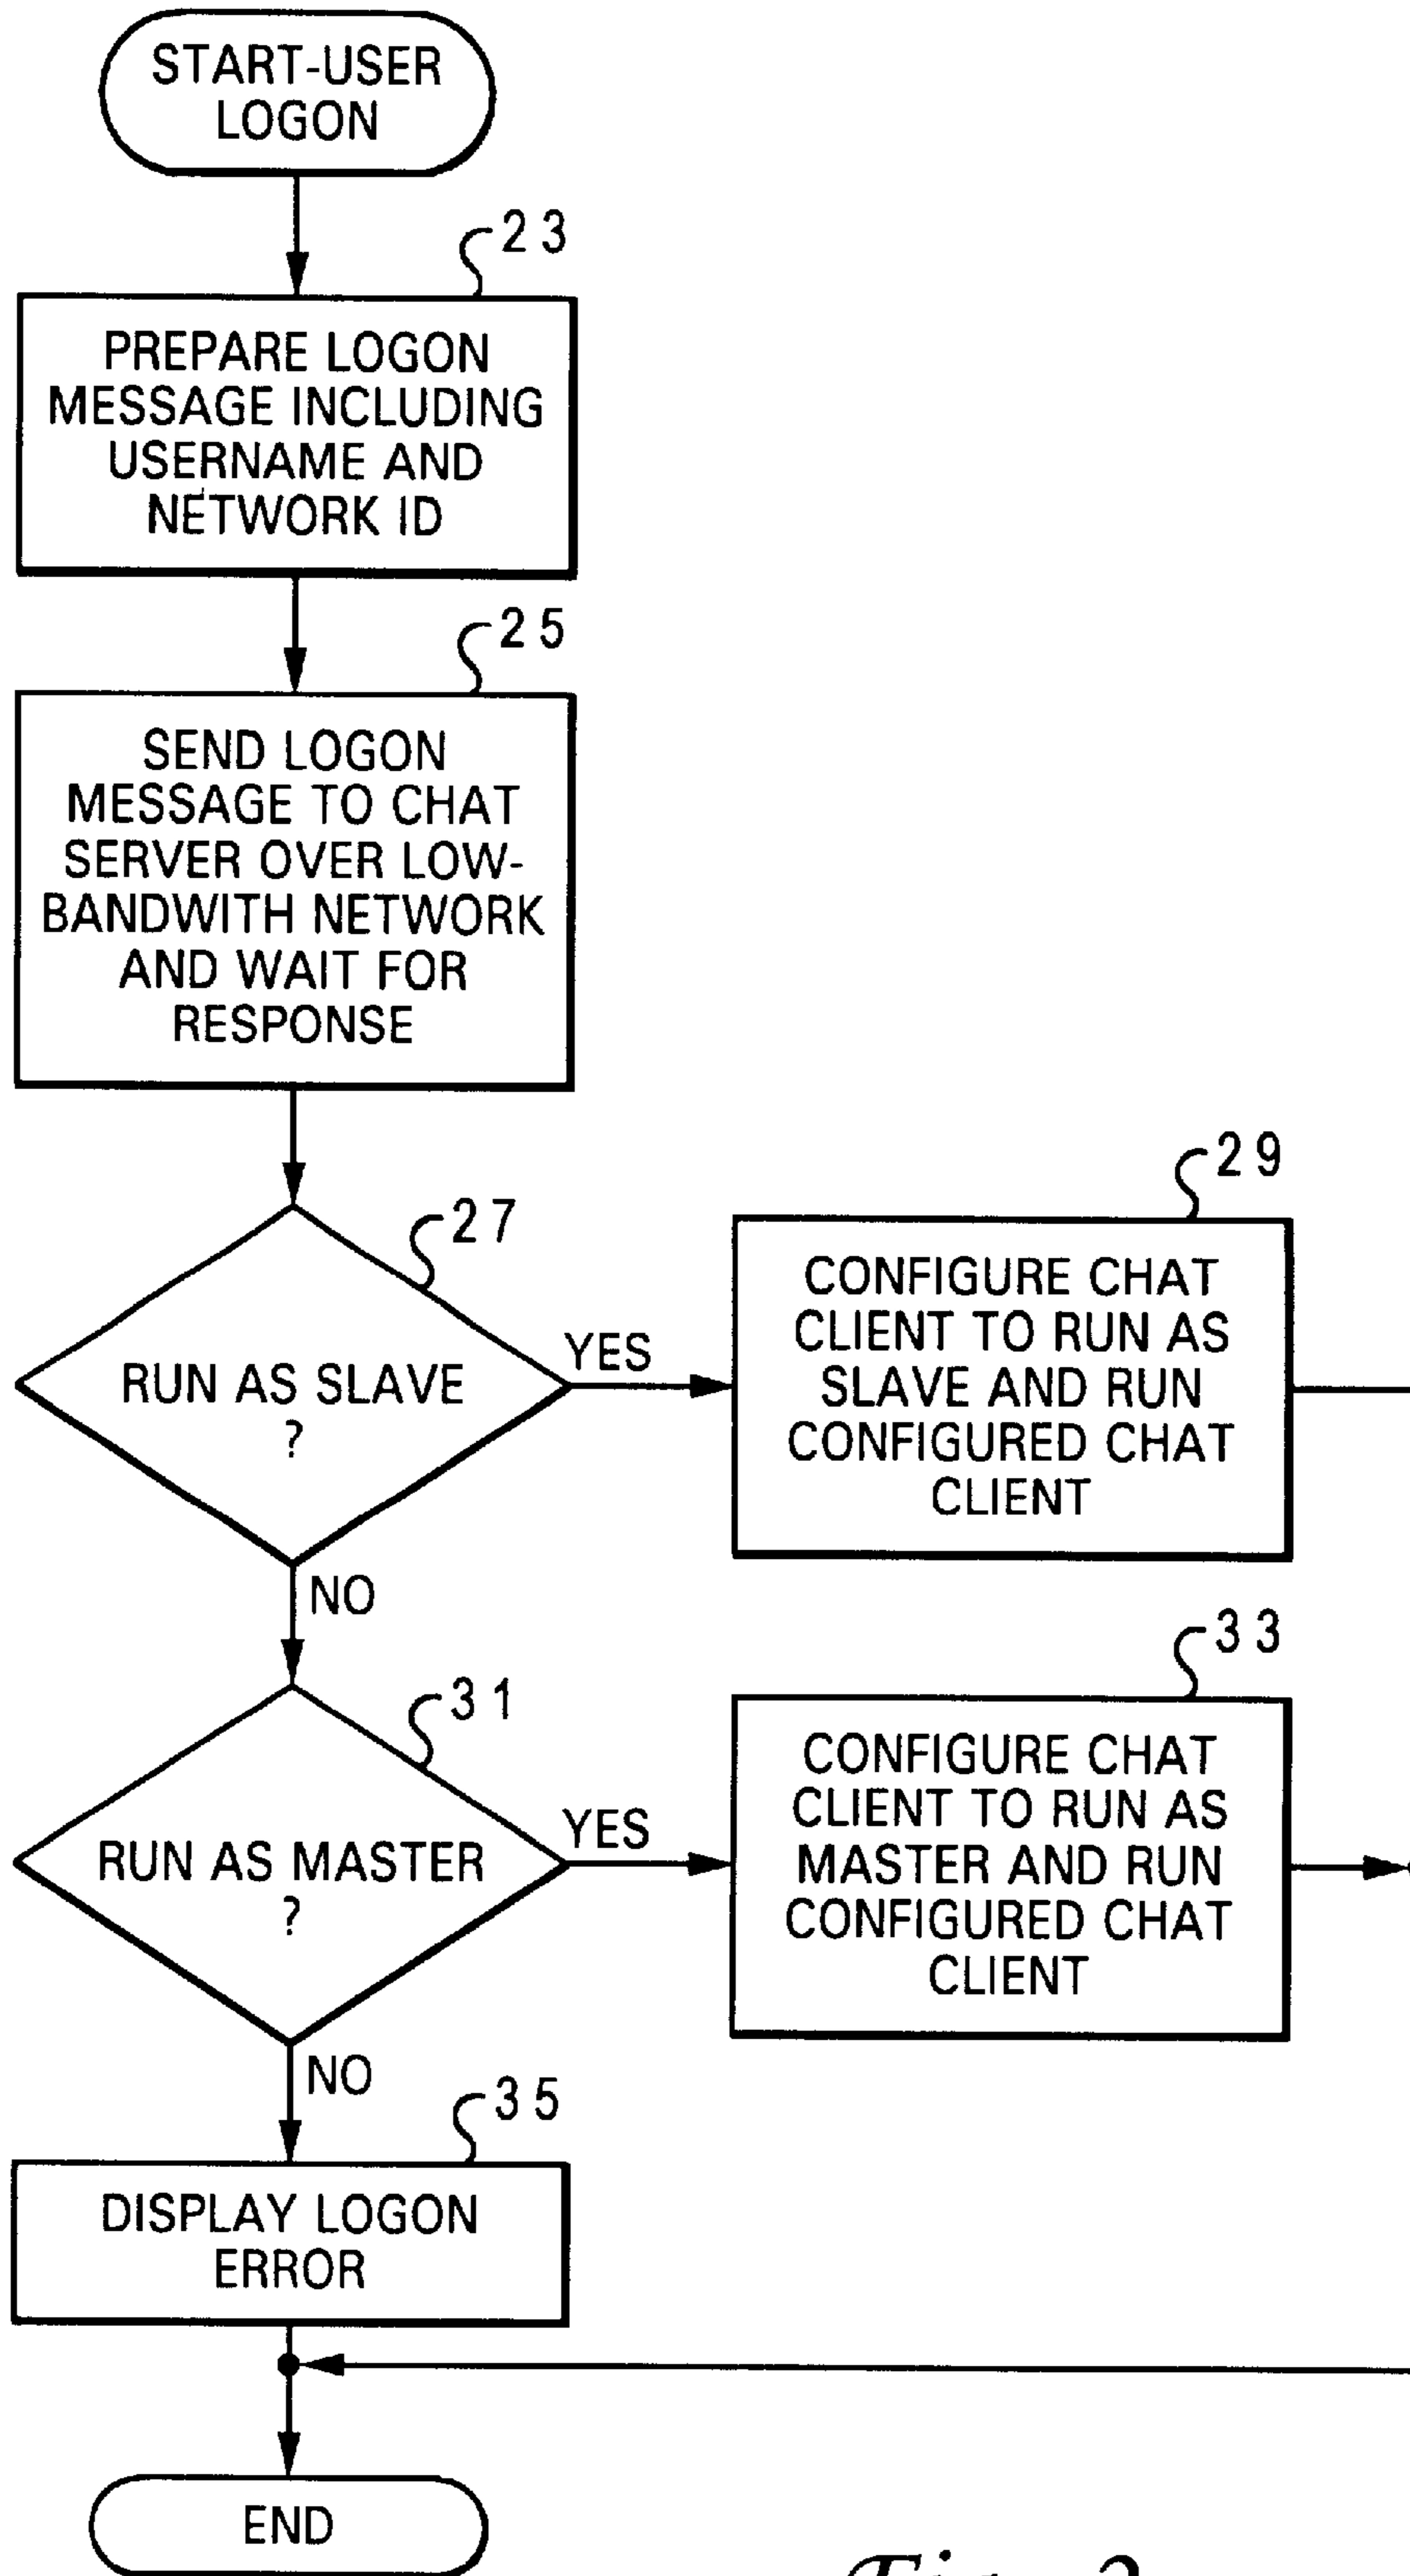 START-USER
LOGON
23
PREPARE LOGON
MESSAGE INCLUDING
USERNAME AND
NETWORK ID
25
SEND LOGON
MESSAGE TO CHAT
SERVER OVER LOW-
BANDWITH NETWORK
AND WAIT FOR
RESPONSE
27
RUN AS SLAVE
?
YES
29
CONFIGURE CHAT
CLIENT TO RUN AS
SLAVE AND RUN
CONFIGURED CHAT
CLIENT
NO
31
RUN AS MASTER
?
YES
33
CONFIGURE CHAT
CLIENT TO RUN AS
MASTER AND RUN
CONFIGURED CHAT
CLIENT
NO
35
DISPLAY LOGON
ERROR
END